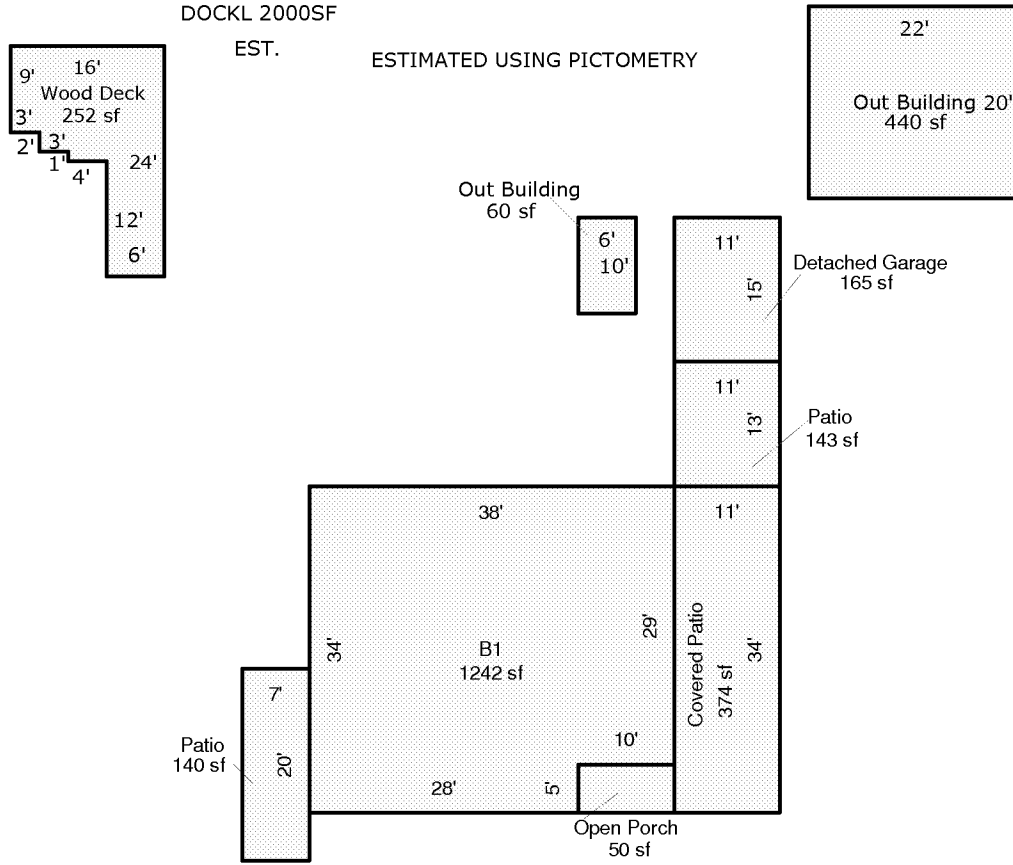 DOCKL 2000SF
EST.
ESTIMATED USING PICTOMETRY
22'
Out Building 20'
440 sf
9'
16'
Wood Deck
252 sf
3'
2'
3'
1'
4'
24'
12'
6'
Out Building
60 sf
6'
10'
11'
15'
Detached Garage
165 sf
11'
13'
Patio
143 sf
38'
11'
34'
B1
1242 sf
29'
Covered Patio
374 sf
34'
7'
Patio
140 sf
20'
28'
10'
5'
Open Porch
50 sf